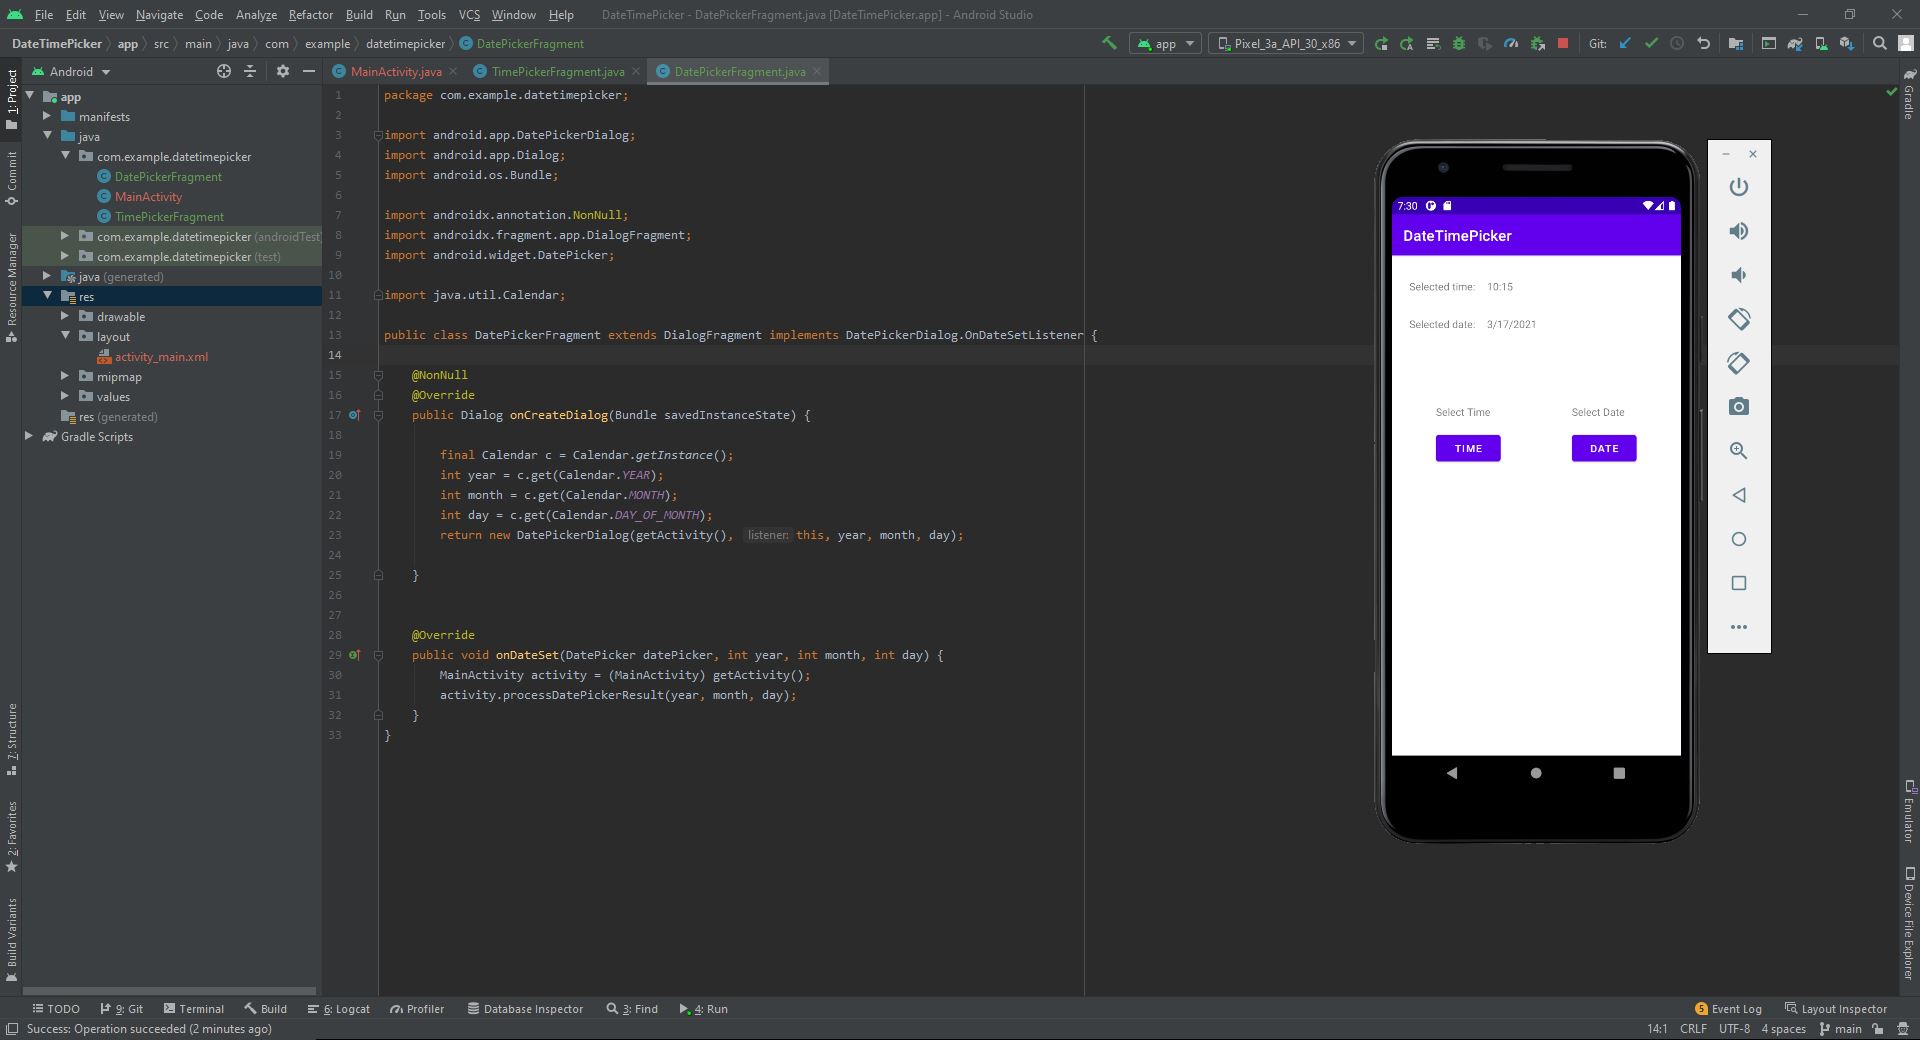 File Edit View Navigate Code Analyze Refactor Build Run Tools VCS Window Help DateTimePicker - DatePickerFragment.java [DateTimePicker.app] - Android Studio
DateTimePicker app src main java com example datetimepicker DatePickerFragment app Pixel_3a_API_30_x86 Git:
Android
MainActivity.java TimePickerFragment.java DatePickerFragment.java
1: Project
Commit
Resource Manager
7: Structure
2: Favorites
Build Variants
app
manifests
java
com.example.datetimepicker
DatePickerFragment
MainActivity
TimePickerFragment
com.example.datetimepicker (androidTest
com.example.datetimepicker (test)
java (generated)
res
drawable
layout
activity_main.xml
mipmap
values
res (generated)
Gradle Scripts
1 package com.example.datetimepicker;
2
3 import android.app.DatePickerDialog;
4 import android.app.Dialog;
5 import android.os.Bundle;
6
7 import androidx.annotation.NonNull;
8 import androidx.fragment.app.DialogFragment;
9 import android.widget.DatePicker;
10
11 import java.util.Calendar;
12
13 public class DatePickerFragment extends DialogFragment implements DatePickerDialog.OnDateSetListener {
14
15 @NonNull
16 @Override
17 public Dialog onCreateDialog(Bundle savedInstanceState) {
18
19 final Calendar c = Calendar.getInstance();
20 int year = c.get(Calendar.YEAR);
21 int month = c.get(Calendar.MONTH);
22 int day = c.get(Calendar.DAY_OF_MONTH);
23 return new DatePickerDialog(getActivity(), listener: this, year, month, day);
24
25 }
26
27
28 @Override
29 public void onDateSet(DatePicker datePicker, int year, int month, int day) {
30 MainActivity activity = (MainActivity) getActivity();
31 activity.processDatePickerResult(year, month, day);
32 }
33 }
7:30
DateTimePicker
Selected time: 10:15
Selected date: 3/17/2021
Select Time Select Date
TIME DATE
Gradle
Emulator
Device File Explorer
TODO 9: Git Terminal Build 6: Logcat Profiler Database Inspector 3: Find 4: Run 5 Event Log Layout Inspector
Success: Operation succeeded (2 minutes ago) 14:1 CRLF UTF-8 4 spaces main